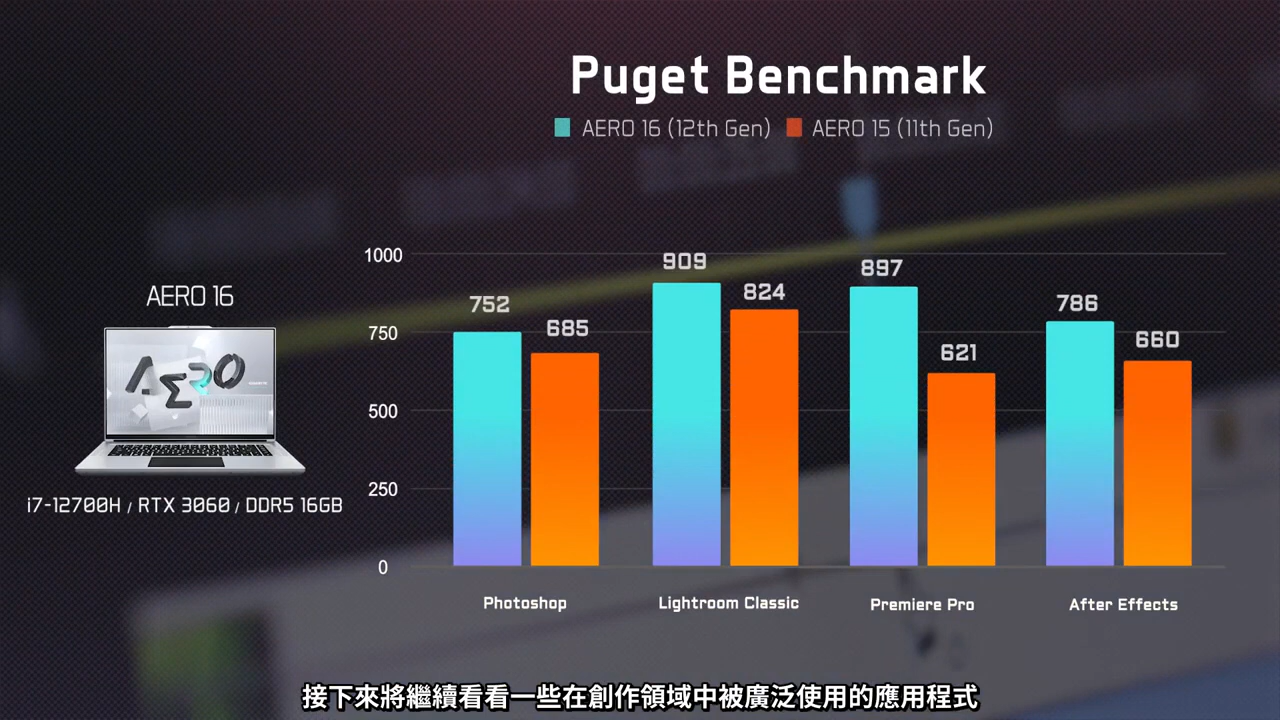 Puget Benchmark
AERO 16 (12th Gen) AERO 15 (11th Gen)
AERO 16
AERO
i7-12700H / RTX 3060 / DDR5 16GB
1000
750
500
250
0
752
685
909
824
897
621
786
660
Photoshop
Lightroom Classic
Premiere Pro
After Effects
接下來將繼續看看一些在創作領域中被廣泛使用的應用程式